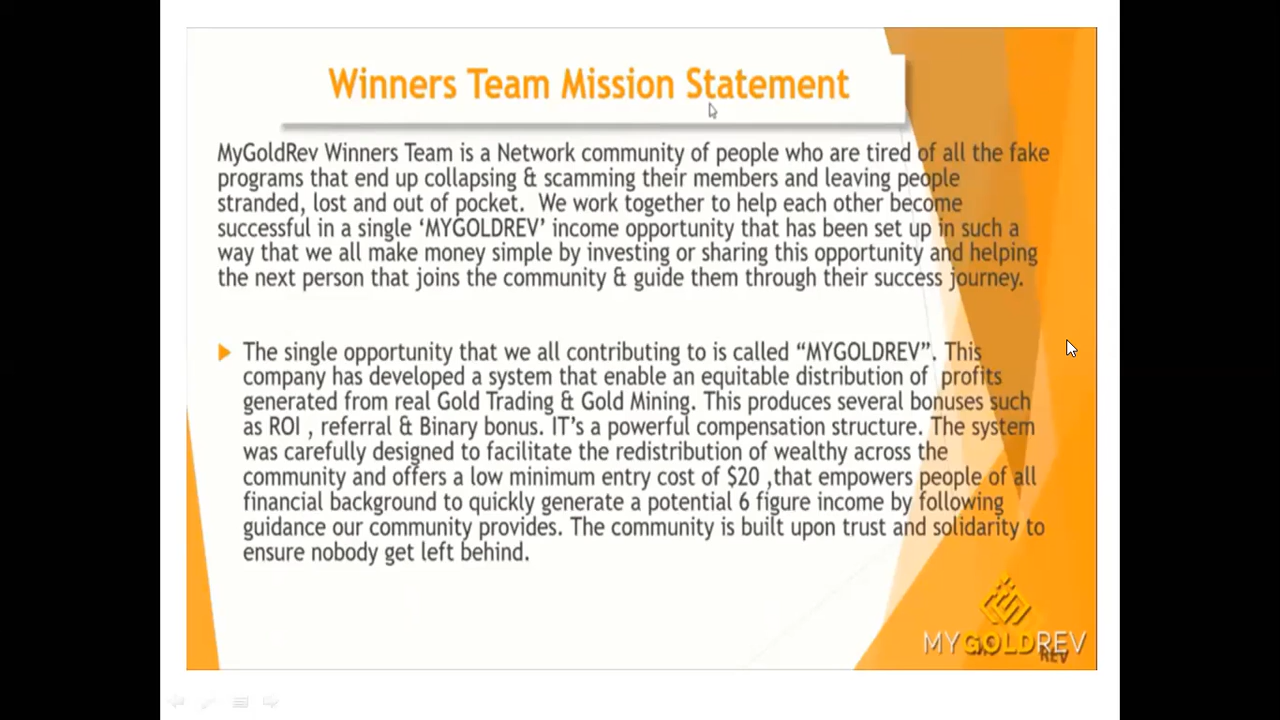 Winners Team Mission Statement
MyGoldRev Winners Team is a Network community of people who are tired of all the fake
programs that end up collapsing & scamming their members and leaving people
stranded, lost and out of pocket.  We work together to help each other become
successful in a single ‘MYGOLDREV’ income opportunity that has been set up in such a
way that we all make money simple by investing or sharing this opportunity and helping
the next person that joins the community & guide them through their success journey.
The single opportunity that we all contributing to is called “MYGOLDREV”. This
company has developed a system that enable an equitable distribution of  profits
generated from real Gold Trading & Gold Mining. This produces several bonuses such
as ROI , referral & Binary bonus. IT’s a powerful compensation structure. The system
was carefully designed to facilitate the redistribution of wealthy across the
community and offers a low minimum entry cost of $20 ,that empowers people of all
financial background to quickly generate a potential 6 figure income by following
guidance our community provides. The community is built upon trust and solidarity to
ensure nobody get left behind.
MYGOLDREV
REV